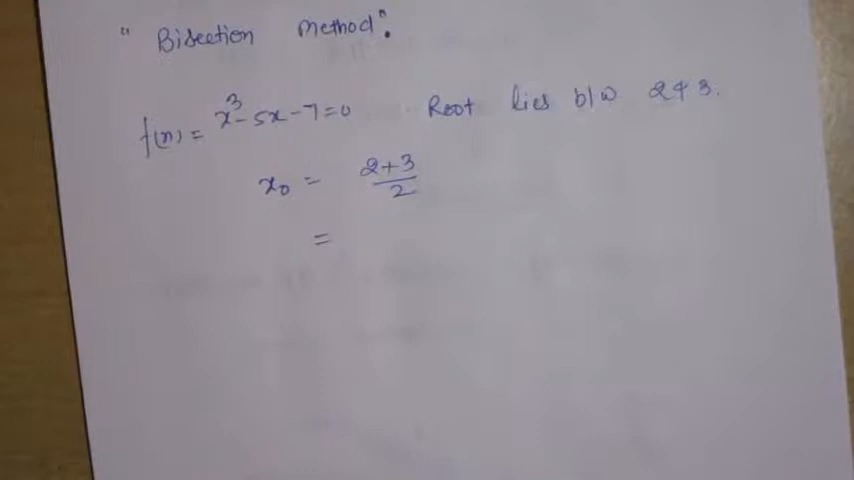 "Bisection Method".
f(x) = x³-5x-7=0 Root lies b/w 2 & 3.
x₀ = 2+3/2
=